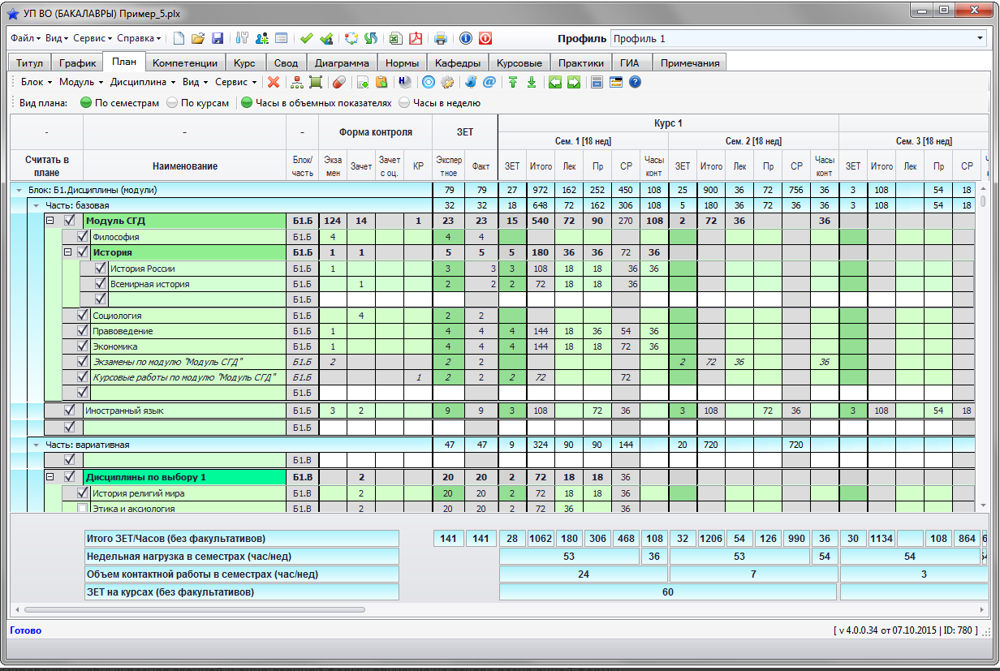 УП ВО (БАКАЛАВРЫ) Пример_5.plx
Файл Вид Сервис Справка Профиль Профиль 1
Титул График План Компетенции Курс Свод Диаграмма Нормы Кафедры Курсовые Практики ГИА Примечания
Блок Модуль Дисциплина Вид Сервис
Вид плана: По семестрам По курсам Часы в объемных показателях Часы в неделю
- - - Форма контроля ЗЕТ Курс 1
Сем. 1 [18 нед] Сем. 2 [18 нед] Сем. 3 [18 нед]
Считать в плане Наименование Блок/часть Экзамен Зачет Зачет с оц. КР Экспертное Факт ЗЕТ Итого Лек Пр СР Часы конт ЗЕТ Итого Лек Пр СР Часы конт ЗЕТ Итого Лек Пр СР
Блок: Б1.Дисциплины (модули) 79 79 27 972 162 252 450 108 25 900 36 72 756 36 3 108 54 18
Часть: базовая 32 32 18 648 72 162 306 108 5 180 36 72 36 36 3 108 54 18
Модуль СГД Б1.Б 124 14 1 23 23 15 540 72 90 270 108 2 72 36 36
Философия Б1.Б 4 4 4
История Б1.Б 1 1 5 5 5 180 36 36 72 36
История России Б1.Б 1 3 3 3 108 18 18 36 36
Всемирная история Б1.Б 1 2 2 2 72 18 18 36
Б1.Б
Социология Б1.Б 4 2 2
Правоведение Б1.Б 1 4 4 4 144 18 36 54 36
Экономика Б1.Б 1 4 4 4 144 18 18 72 36
Экзамены по модулю "Модуль СГД" Б1.Б 2 2 2 2 72 36 36
Курсовые работы по модулю "Модуль СГД" Б1.Б 1 2 2 2 72 72
Б1.Б
Иностранный язык Б1.Б 3 2 9 9 3 108 72 36 3 108 72 36 3 108 54 18
Б1.Б
Часть: вариативная 47 47 9 324 90 90 144 20 720 720
Б1.В
Дисциплины по выбору 1 Б1.В 2 20 20 2 72 18 18 36
История религий мира Б1.В 2 20 20 2 72 18 18 36
Этика и аксиология Б1.В 2 20 20 2 72 36 36
Итого ЗЕТ/Часов (без факультативов) 141 141 28 1062 180 306 468 108 32 1206 54 126 990 36 30 1134 108 864
Недельная нагрузка в семестрах (час/нед) 53 36 53 54 54
Объем контактной работы в семестрах (час/нед) 24 7 3
ЗЕТ на курсах (без факультативов) 60
Готово [ v 4.0.0.34 от 07.10.2015 | ID: 780 ]